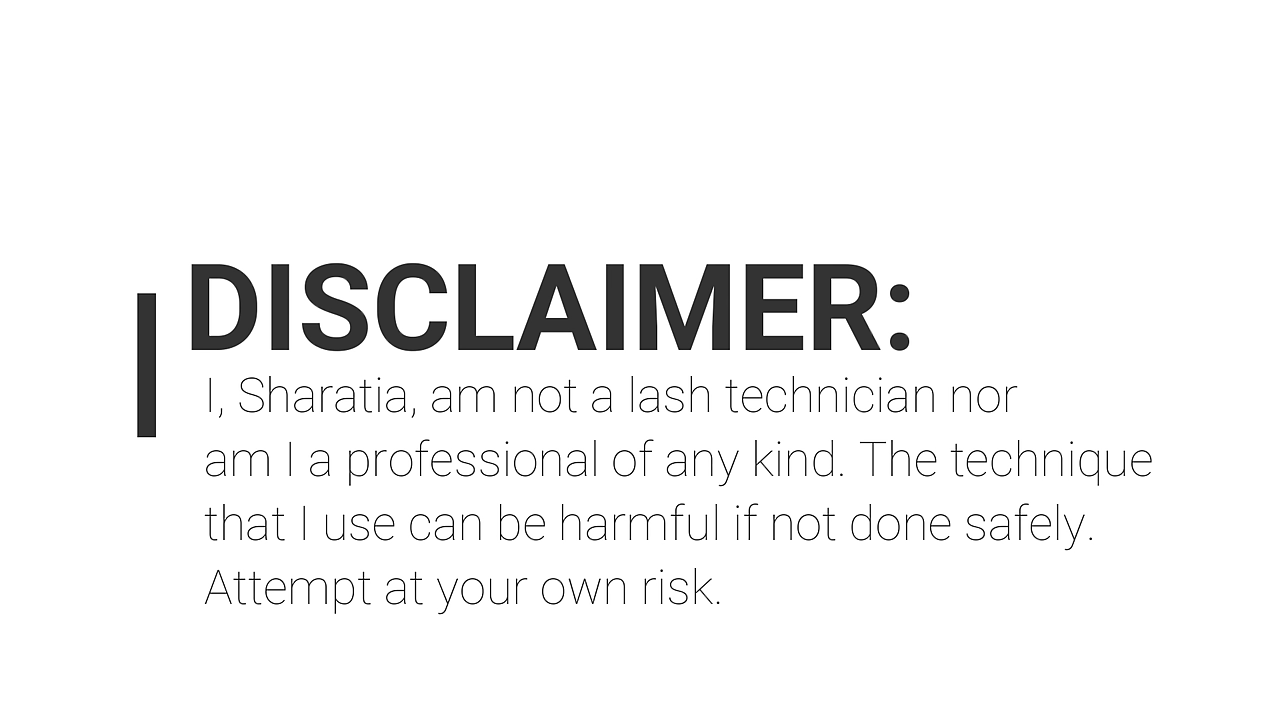 DISCLAIMER:
I, Sharatia, am not a lash technician nor
am I a professional of any kind. The technique
that I use can be harmful if not done safely.
Attempt at your own risk.